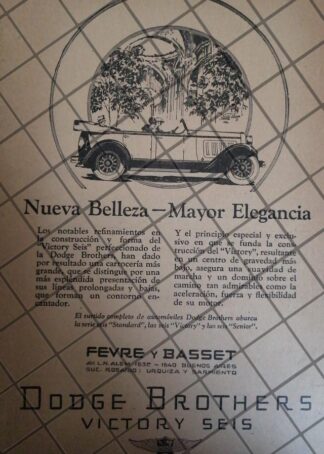 Nueva Belleza — Mayor Elegancia
Los notables refinamientos en
la construcción y forma del
"Victory Seis" perfeccionado de
la Dodge Brothers, han dado
por resultado una carrocería más
grande, que se distingue por una
más esplendida presentación de
sus líneas prolongadas y bajas,
que forman un contorno en-
cantador.
Y el principio especial y exclu-
sivo en que se funda la cons-
trucción del "Victory", resultante
en un centro de gravedad más
bajo, asegura una suavidad de
marcha y un dominio sobre el
camino tan admirables como la
aceleración, fuerza y flexibilidad
de su motor.
El surtido completo de automóviles Dodge Brothers abarca
la serie seis "Standard", las seis "Victory" y las seis "Senior".
FEVRE Y BASSET
AV. L.N. ALEM 1632 - 1640 BUENOS AIRES
SUC. ROSARIO: URQUIZA Y SARMIENTO
DODGE BROTHERS
VICTORY SEIS